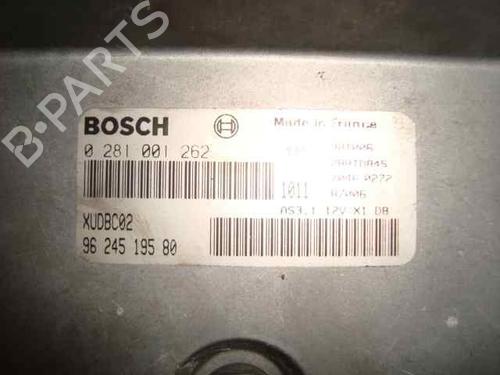 B-PARTS
BOSCH
Made in France
0 281 001 262
1011
XUDBC02
AS3.1 12V X1 DB
96 245 195 80